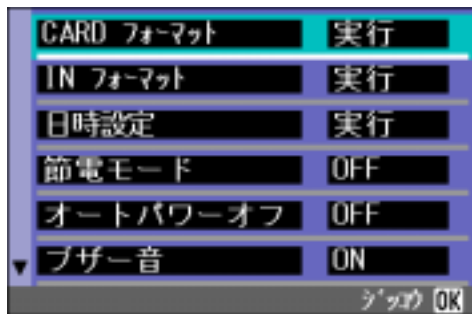 CARD フォーマット 実行
IN フォーマット 実行
日時設定 実行
節電モード OFF
オートパワーオフ OFF
ブザー音 ON
ジッコウ OK